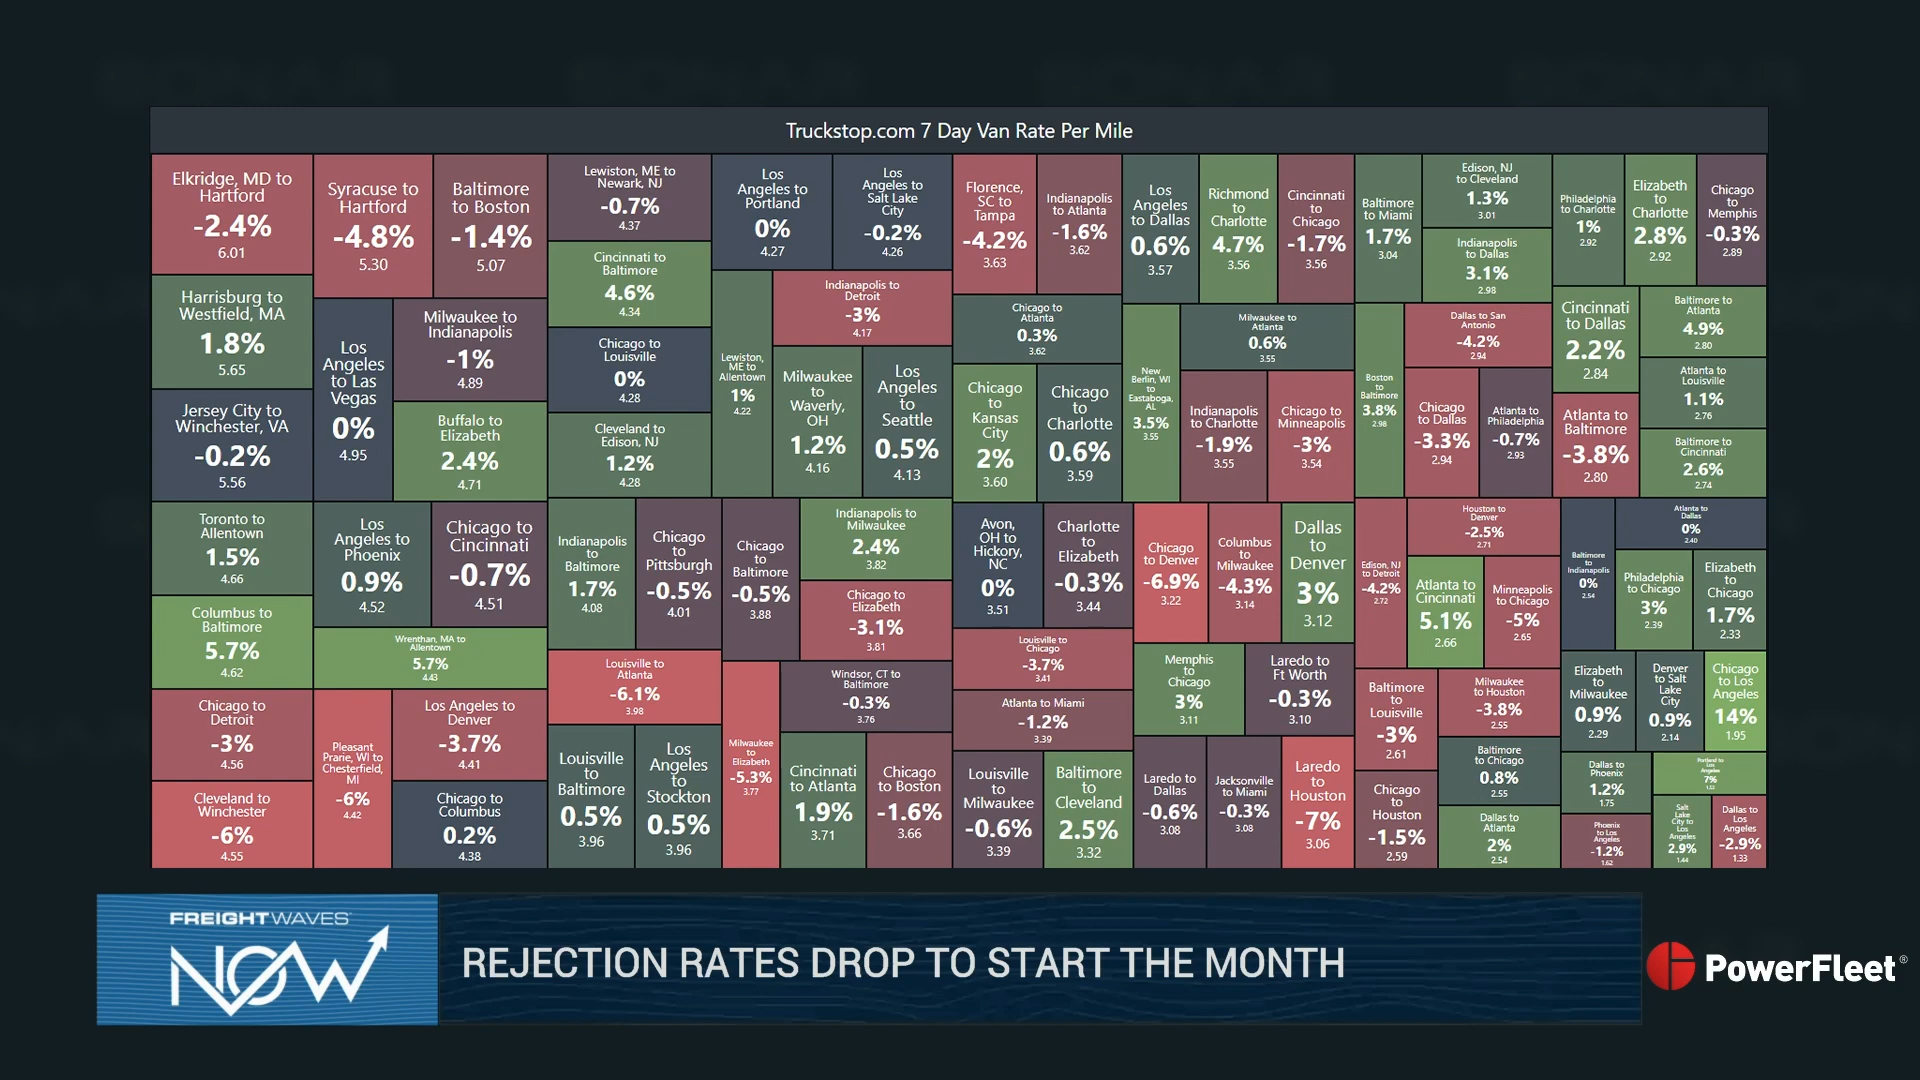 Truckstop.com 7 Day Van Rate Per Mile
Elkridge, MD to
Hartford
-2.4%
6.01
Harrisburg to
Westfield, MA
1.8%
5.65
Jersey City to
Winchester, VA
-0.2%
5.56
Toronto to
Allentown
1.5%
4.66
Columbus to
Baltimore
5.7%
4.62
Chicago to
Detroit
-3%
4.56
Cleveland to
Winchester
-6%
4.55
Syracuse to
Hartford
-4.8%
5.30
Baltimore
to Boston
-1.4%
5.07
Los
Angeles
to Las
Vegas
0%
4.95
Milwaukee to
Indianapolis
-1%
4.89
Buffalo to
Elizabeth
2.4%
4.71
Los
Angeles to
Phoenix
0.9%
4.52
Chicago to
Cincinnati
-0.7%
4.51
Wrenthan, MA to
Allentown
5.7%
4.43
Pleasant
Prarie, WI to
Chesterfield,
MI
-6%
4.42
Los Angeles to
Denver
-3.7%
4.41
Chicago to
Columbus
0.2%
4.38
Lewiston, ME to
Newark, NJ
-0.7%
4.37
Cincinnati to
Baltimore
4.6%
4.34
Chicago to
Louisville
0%
4.28
Cleveland to
Edison, NJ
1.2%
4.28
Los
Angeles to
Portland
0%
4.27
Los
Angeles to
Salt Lake
City
-0.2%
4.26
Lewiston,
ME to
Allentown
1%
4.22
Indianapolis to
Detroit
-3%
4.17
Milwaukee
to
Waverly,
OH
1.2%
4.16
Los
Angeles
to
Seattle
0.5%
4.13
Indianapolis
to
Baltimore
1.7%
4.08
Chicago
to
Pittsburgh
-0.5%
4.01
Louisville to
Atlanta
-6.1%
3.98
Louisville
to
Baltimore
0.5%
3.96
Los
Angeles
to
Stockton
0.5%
3.96
Chicago
to
Baltimore
-0.5%
3.88
Indianapolis to
Milwaukee
2.4%
3.82
Chicago to
Elizabeth
-3.1%
3.81
Milwaukee
to
Elizabeth
-5.3%
3.77
Windsor, CT to
Baltimore
-0.3%
3.76
Cincinnati
to Atlanta
1.9%
3.71
Chicago
to Boston
-1.6%
3.66
Florence,
SC to
Tampa
-4.2%
3.63
Indianapolis
to Atlanta
-1.6%
3.62
Chicago to
Atlanta
0.3%
3.62
Chicago
to
Kansas
City
2%
3.60
Chicago
to
Charlotte
0.6%
3.59
Los
Angeles
to Dallas
0.6%
3.57
Richmond
to
Charlotte
4.7%
3.56
Cincinnati
to
Chicago
-1.7%
3.56
New
Berlin, WI
to
Eastaboga,
AL
3.5%
3.55
Milwaukee to
Atlanta
0.6%
3.55
Indianapolis
to Charlotte
-1.9%
3.55
Chicago to
Minneapolis
-3%
3.54
Avon,
OH to
Hickory,
NC
0%
3.51
Charlotte
to
Elizabeth
-0.3%
3.44
Louisville to
Chicago
-3.7%
3.41
Atlanta to Miami
-1.2%
3.39
Louisville
to
Milwaukee
-0.6%
3.39
Baltimore
to
Cleveland
2.5%
3.32
Chicago
to Denver
-6.9%
3.22
Columbus
to
Milwaukee
-4.3%
3.14
Dallas
to
Denver
3%
3.12
Memphis
to
Chicago
3%
3.11
Laredo to
Ft Worth
-0.3%
3.10
Laredo to
Dallas
-0.6%
3.08
Jacksonville
to Miami
-0.3%
3.08
Laredo
to
Houston
-7%
3.06
Baltimore
to Miami
1.7%
3.04
Edison, NJ
to Cleveland
1.3%
3.01
Indianapolis
to Dallas
3.1%
2.98
Boston
to
Baltimore
3.8%
2.98
Dallas to San
Antonio
-4.2%
2.94
Chicago
to Dallas
-3.3%
2.94
Atlanta to
Philadelphia
-0.7%
2.93
Philadelphia
to Charlotte
1%
2.92
Elizabeth
to
Charlotte
2.8%
2.92
Chicago
to
Memphis
-0.3%
2.89
Cincinnati
to Dallas
2.2%
2.84
Baltimore to
Atlanta
4.9%
2.80
Atlanta to
Baltimore
-3.8%
2.80
Atlanta to
Louisville
1.1%
2.76
Baltimore to
Cincinnati
2.6%
2.74
Edison, NJ
to Detroit
-4.2%
2.72
Houston to
Denver
-2.5%
2.71
Atlanta to
Cincinnati
5.1%
2.66
Minneapolis
to Chicago
-5%
2.65
Baltimore
to
Louisville
-3%
2.61
Chicago
to
Houston
-1.5%
2.59
Milwaukee
to Houston
-3.8%
2.55
Baltimore
to Chicago
0.8%
2.55
Dallas to
Atlanta
2%
2.54
Baltimore
to
Indianapolis
0%
2.54
Atlanta to
Dallas
0%
2.40
Philadelphia
to Chicago
3%
2.39
Elizabeth
to
Chicago
1.7%
2.33
Elizabeth
to
Milwaukee
0.9%
2.29
Denver
to Salt
Lake
City
0.9%
2.14
Chicago
to Los
Angeles
14%
1.95
Dallas to
Phoenix
1.2%
1.75
Phoenix
to Los
Angeles
-1.2%
1.62
Portland to
Los
Angeles
7%
Salt
Lake
City to
Los
Angeles
2.9%
1.44
Dallas to
Los
Angeles
-2.9%
1.33
FREIGHTWAVES
NOW
REJECTION RATES DROP TO START THE MONTH
PowerFleet®